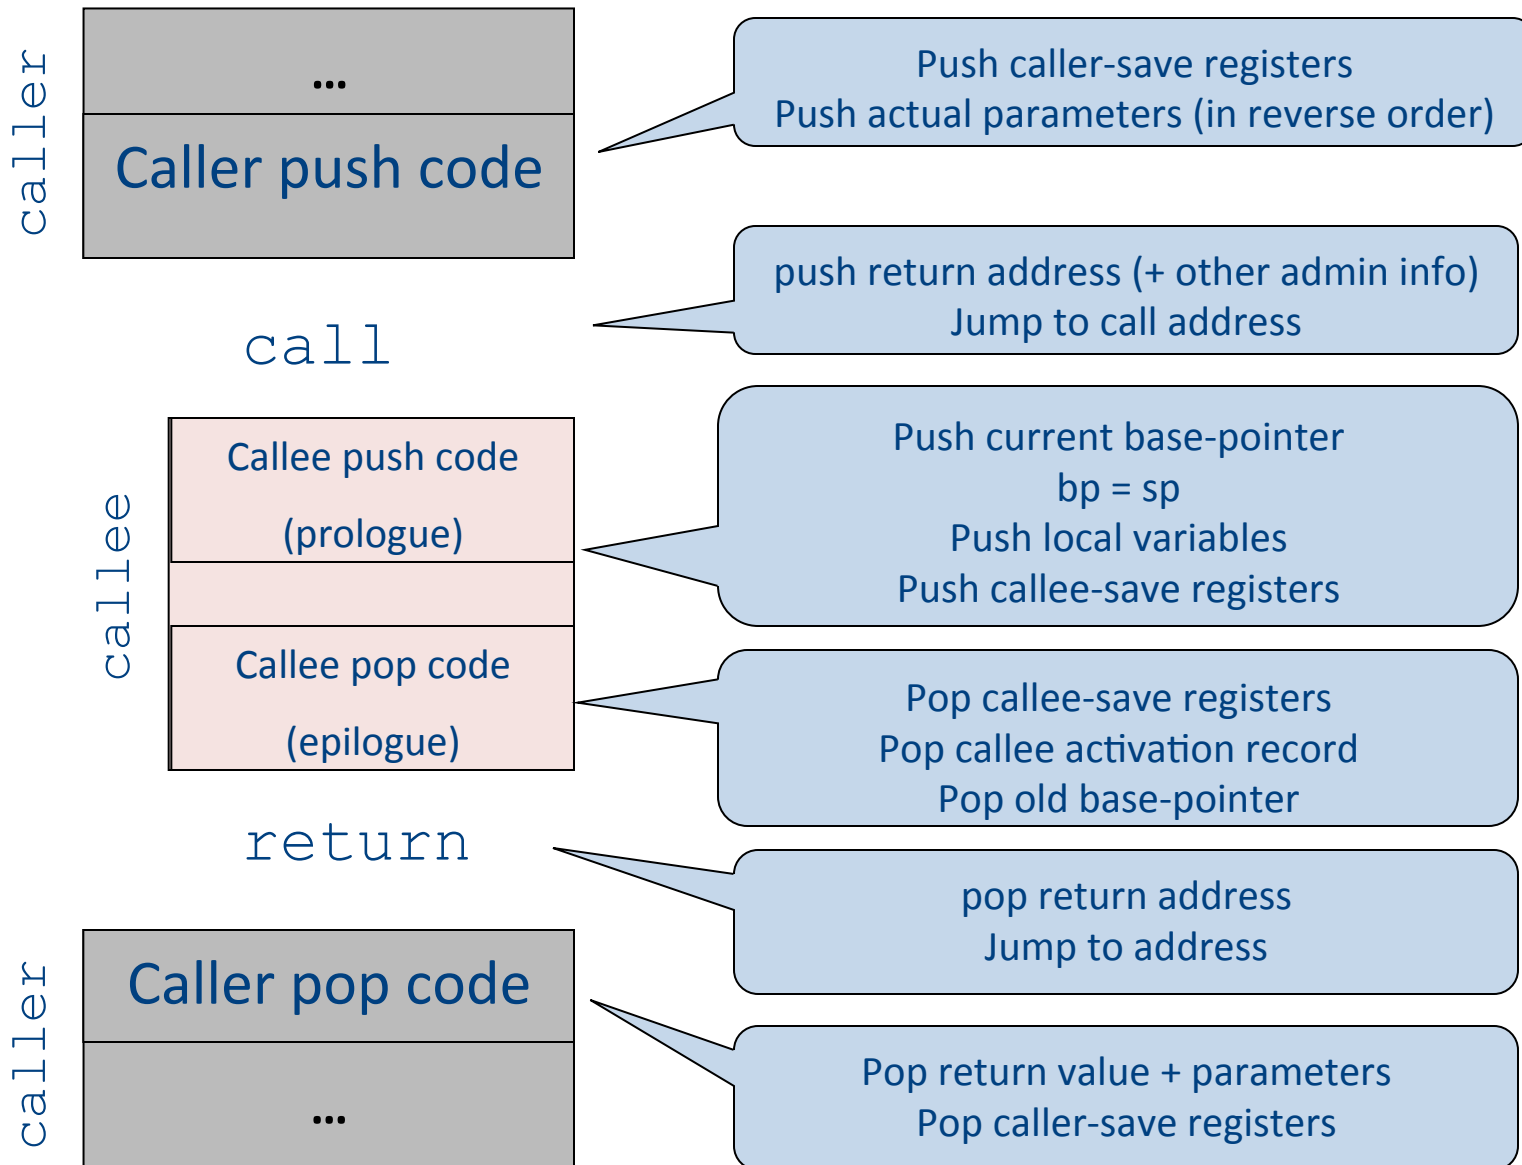 caller
...
Caller push code
Push caller-save registers
Push actual parameters (in reverse order)
call
push return address (+ other admin info)
Jump to call address
callee
Callee push code
(prologue)
Push current base-pointer
bp = sp
Push local variables
Push callee-save registers
Callee pop code
(epilogue)
Pop callee-save registers
Pop callee activation record
Pop old base-pointer
return
pop return address
Jump to address
caller
Caller pop code
...
Pop return value + parameters
Pop caller-save registers